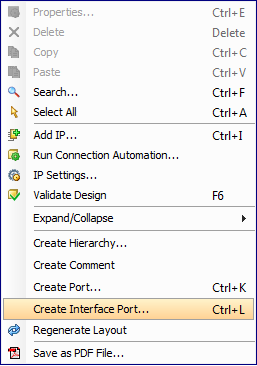 Properties... Ctrl+E
Delete Delete
Copy Ctrl+C
Paste Ctrl+V
Search... Ctrl+F
Select All Ctrl+A
Add IP... Ctrl+I
Run Connection Automation...
IP Settings...
Validate Design F6
Expand/Collapse
Create Hierarchy...
Create Comment
Create Port... Ctrl+K
Create Interface Port... Ctrl+L
Regenerate Layout
Save as PDF File...